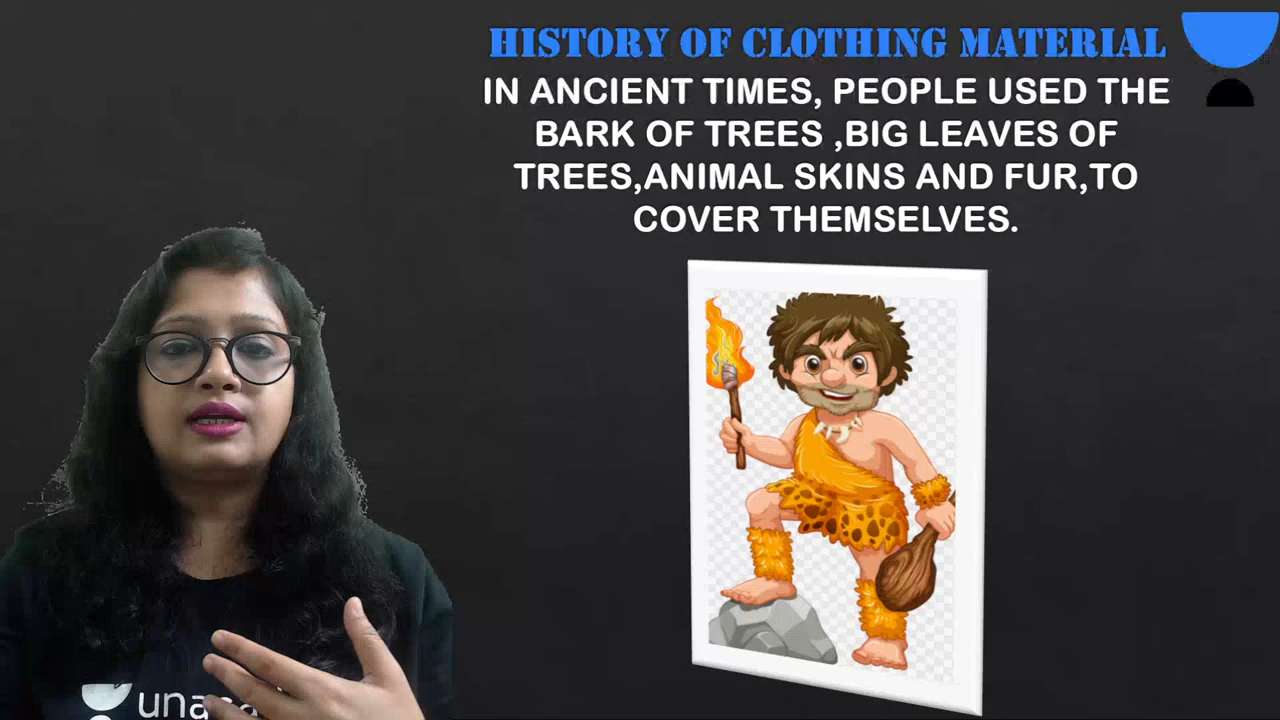 HISTORY OF CLOTHING MATERIAL
IN ANCIENT TIMES, PEOPLE USED THE
BARK OF TREES ,BIG LEAVES OF
TREES,ANIMAL SKINS AND FUR,TO
COVER THEMSELVES.